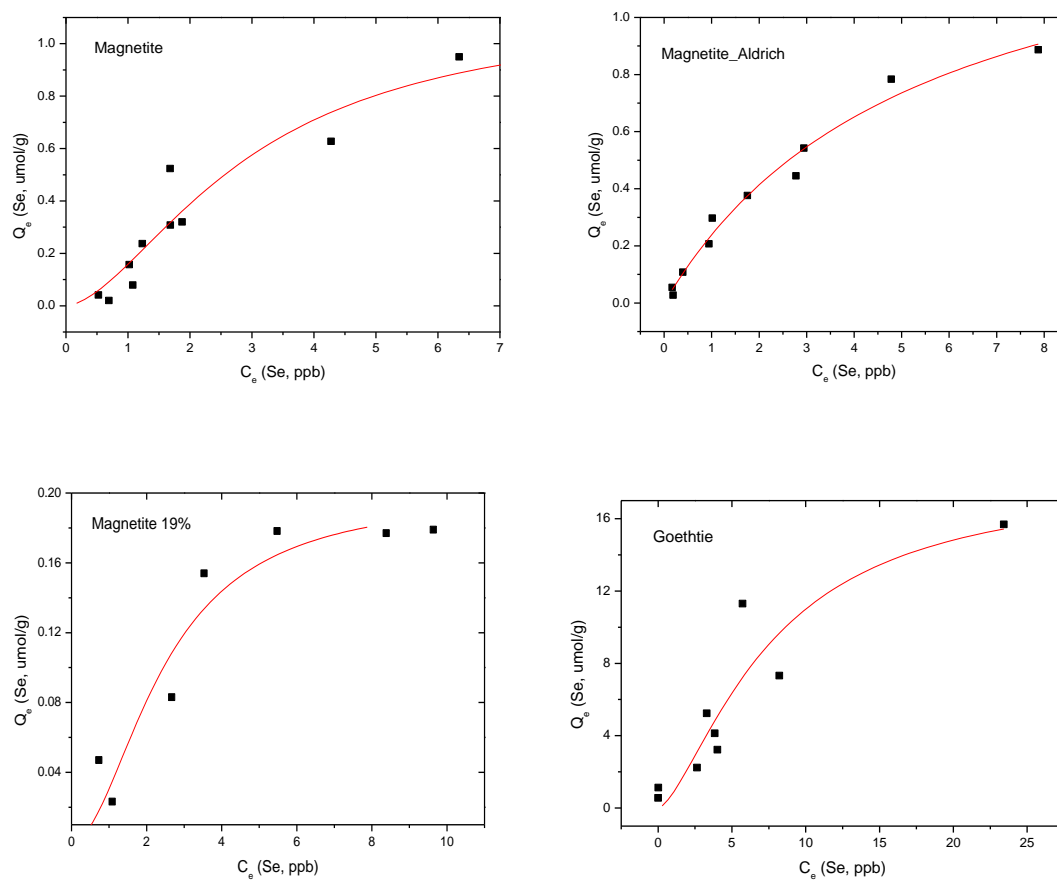 Magnetite
1.0
0.8
0.6
0.4
0.2
0.0
Q_e (Se, umol/g)
0 1 2 3 4 5 6 7
C_e (Se, ppb)
Magnetite_Aldrich
1.0
0.8
0.6
0.4
0.2
0.0
Q_e (Se, umol/g)
0 1 2 3 4 5 6 7 8
C_e (Se, ppb)
Magnetite 19%
0.20
0.16
0.12
0.08
0.04
Q_e (Se, umol/g)
0 2 4 6 8 10
C_e (Se, ppb)
Goethtie
16
12
8
4
0
Q_e (Se, umol/g)
0 5 10 15 20 25
C_e (Se, ppb)